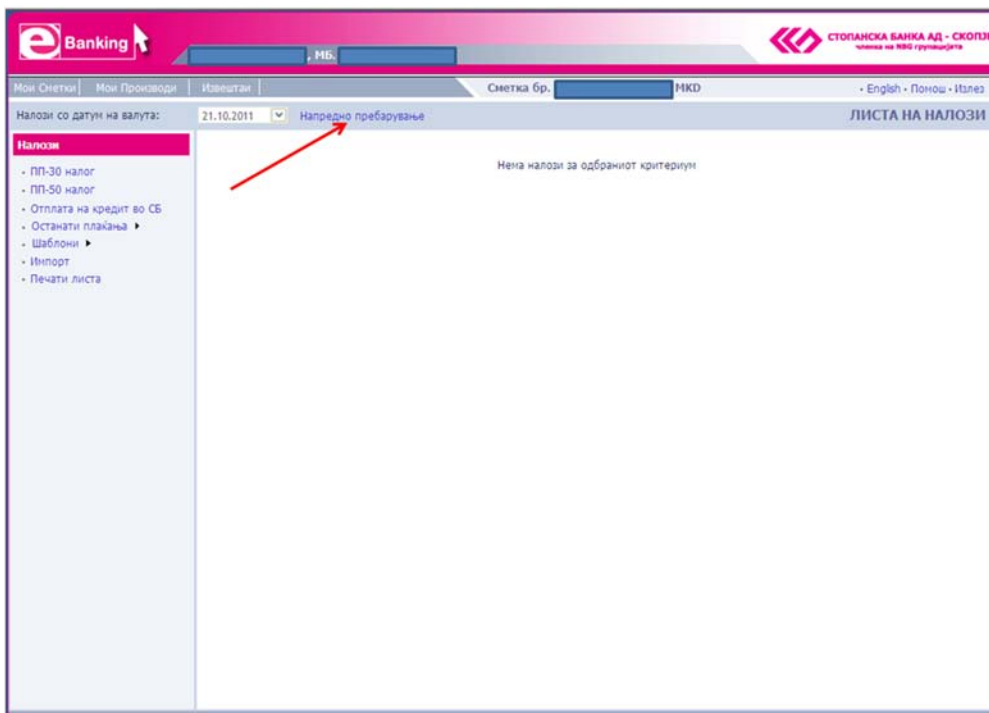 e Banking
, МБ.
СТОПАНСКА БАНКА АД - СКОПЈЕ
членка на NBG групацијата
Мои Сметки Мои Производи Извештаи Сметка бр. MKD • English • Помош • Излез
Налози со датум на валута: 21.10.2011 Напредно пребарување ЛИСТА НА НАЛОЗИ
Налози
Нема налози за одбраниот критериум
• ПП-30 налог
• ПП-50 налог
• Отплата на кредит во СБ
• Останати плаќања
• Шаблони
• Импорт
• Печати листа